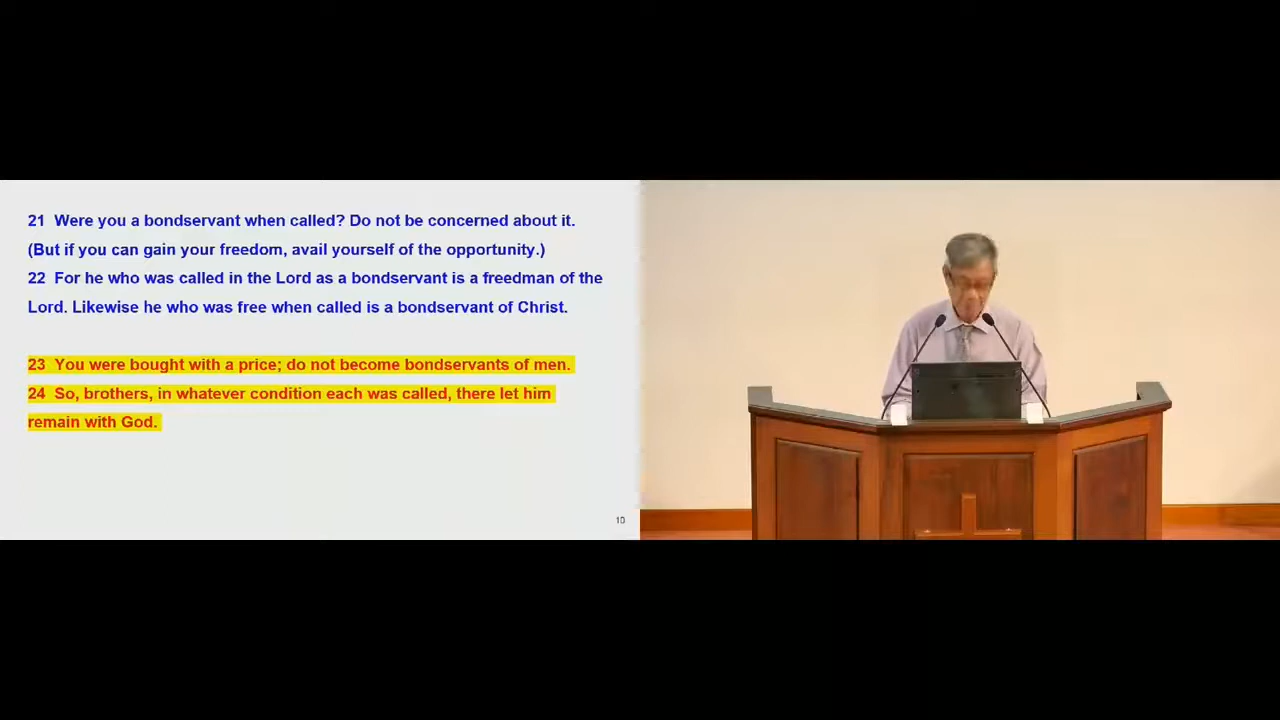 21 Were you a bondservant when called? Do not be concerned about it.
(But if you can gain your freedom, avail yourself of the opportunity.)
22 For he who was called in the Lord as a bondservant is a freedman of the
Lord. Likewise he who was free when called is a bondservant of Christ.
23 You were bought with a price; do not become bondservants of men.
24 So, brothers, in whatever condition each was called, there let him
remain with God.
10